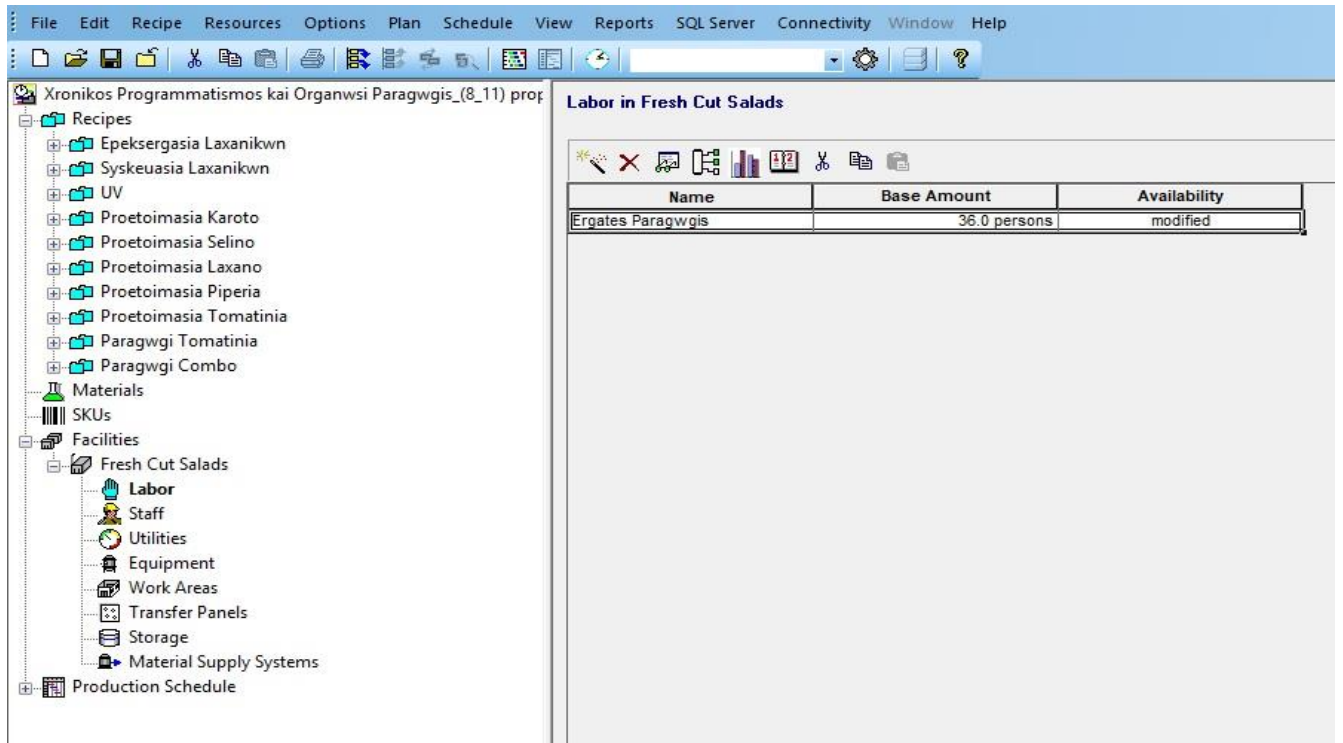 File Edit Recipe Resources Options Plan Schedule View Reports SQL Server Connectivity Window Help
Xronikos Programmatismos kai Organwsi Paragwgis_(8_11) prop
Recipes
Epeksergasia Laxanikwn
Syskeuasia Laxanikwn
UV
Proetoimasia Karoto
Proetoimasia Selino
Proetoimasia Laxano
Proetoimasia Piperia
Proetoimasia Tomatinia
Paragwgi Tomatinia
Paragwgi Combo
Materials
SKUs
Facilities
Fresh Cut Salads
Labor
Staff
Utilities
Equipment
Work Areas
Transfer Panels
Storage
Material Supply Systems
Production Schedule
Labor in Fresh Cut Salads
Name Base Amount Availability
Ergates Paragwgis 36.0 persons modified